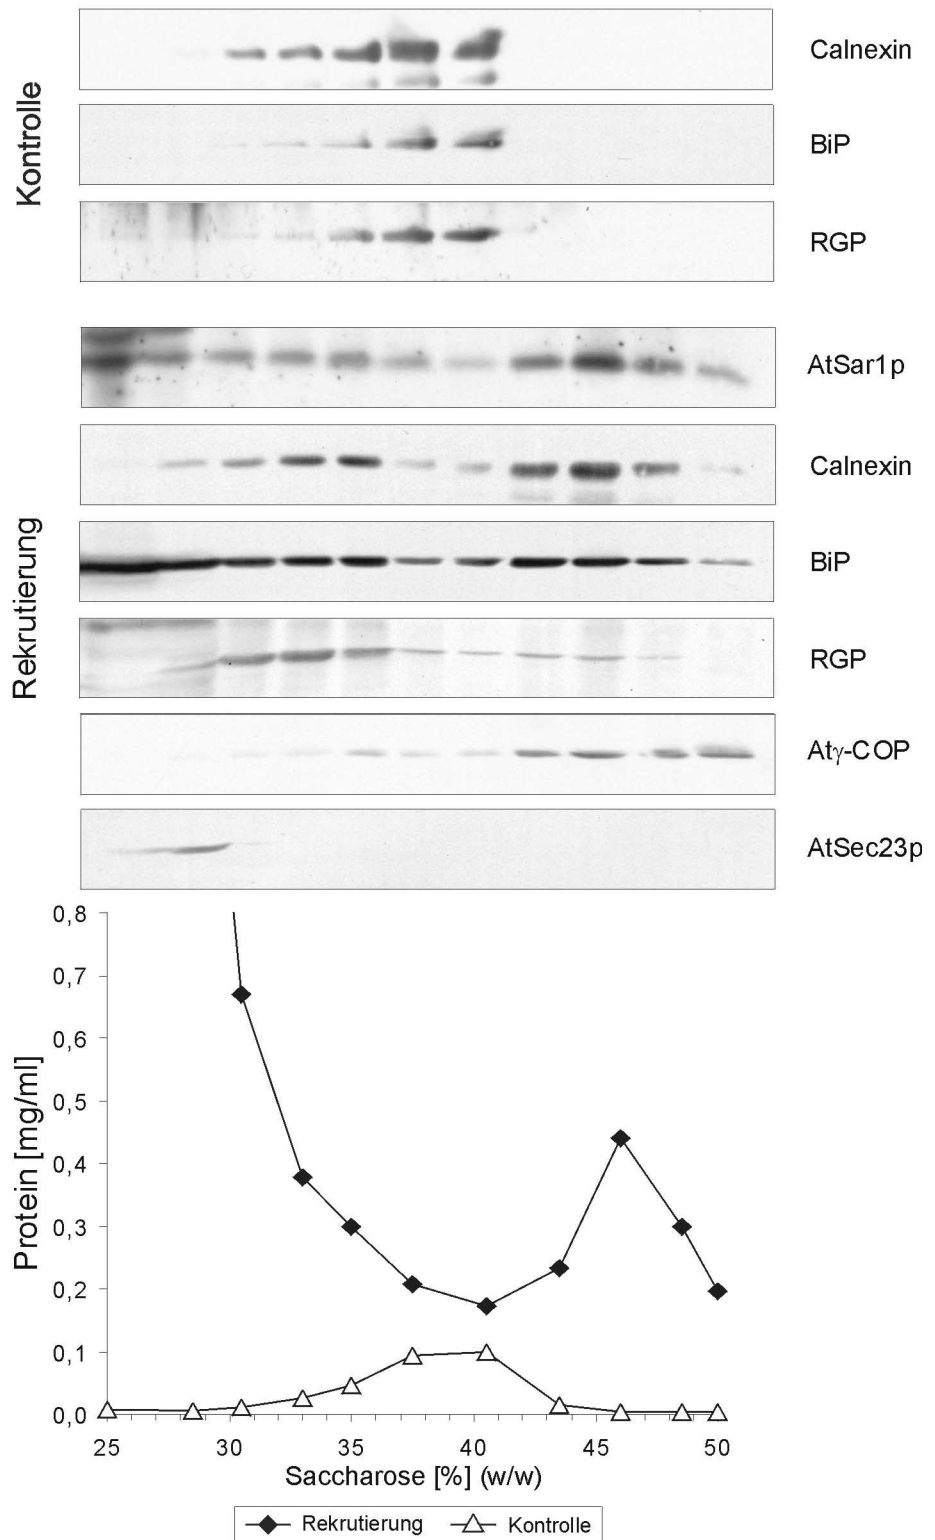 Kontrolle
Calnexin
BiP
RGP
Rekrutierung
AtSar1p
Calnexin
BiP
RGP
Atγ-COP
AtSec23p
Protein [mg/ml]
0,8
0,7
0,6
0,5
0,4
0,3
0,2
0,1
0,0
25 30 35 40 45 50
Saccharose [%] (w/w)
Rekrutierung Kontrolle